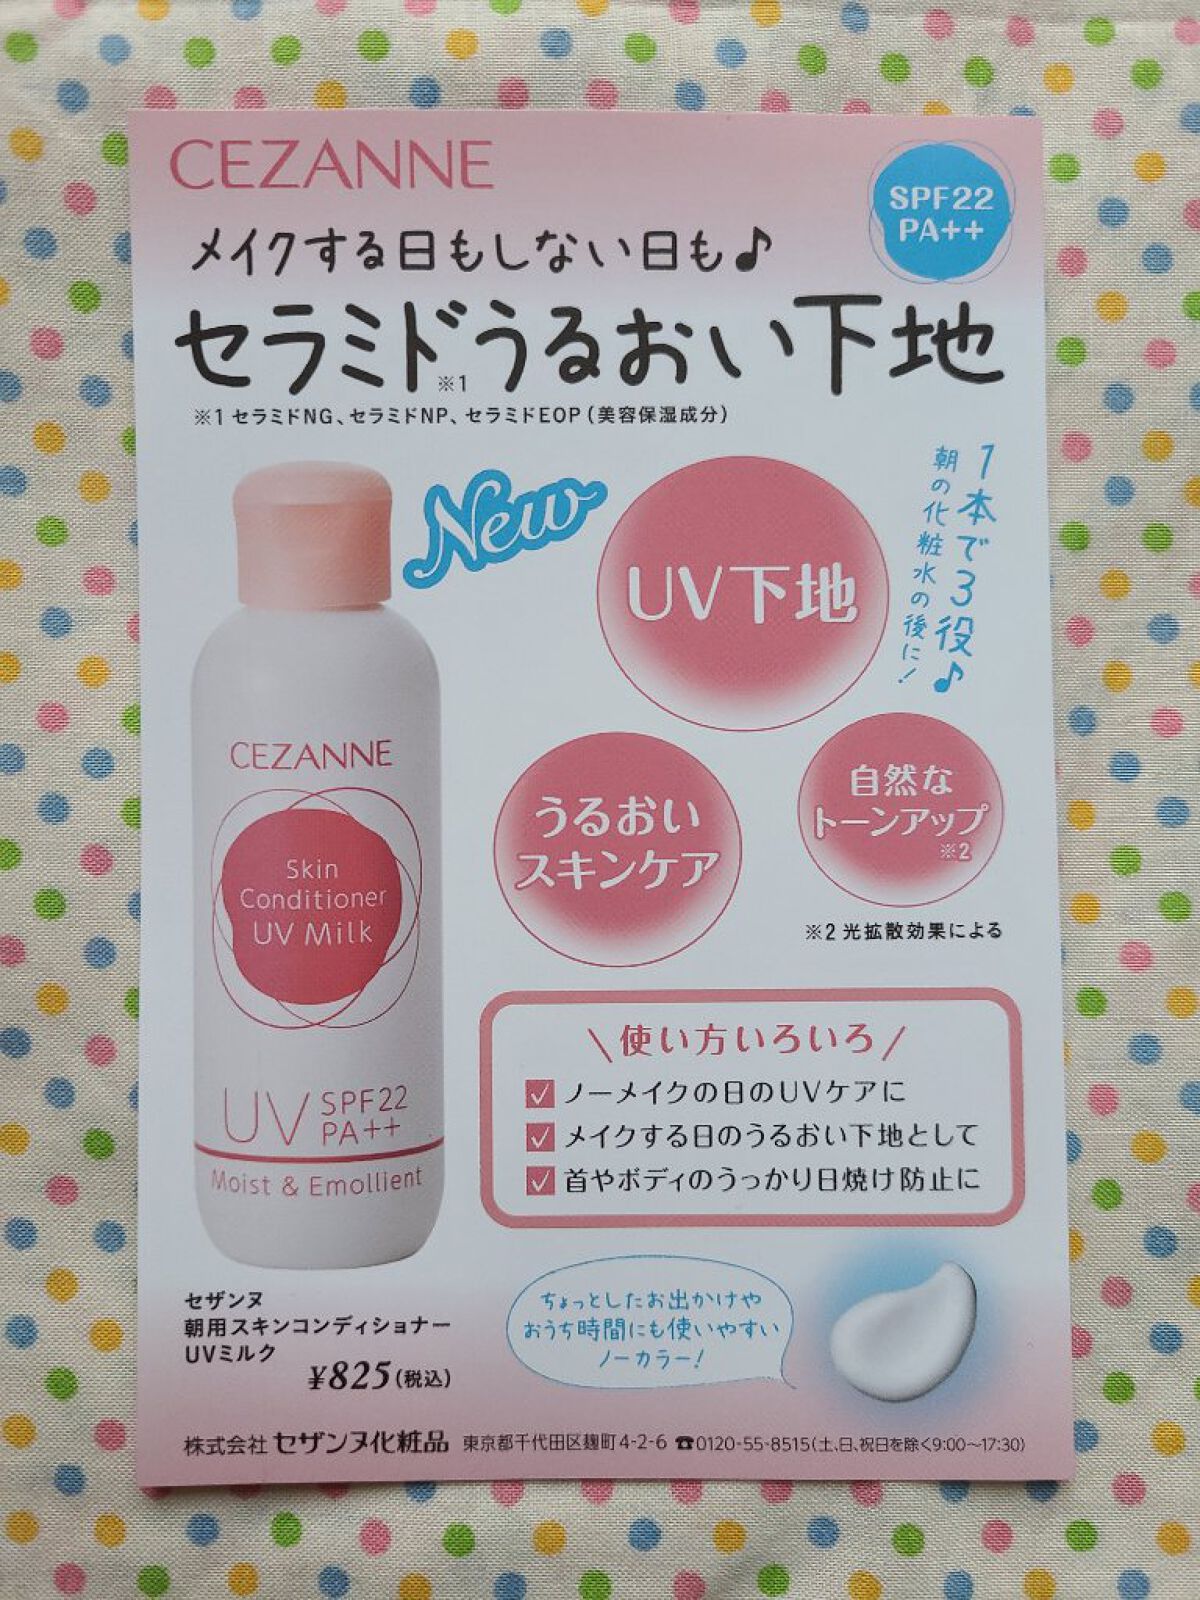 CEZANNE
SPF22
PA++
メイクする日もしない日も♪
セラミド※1うるおい下地
※1 セラミドNG、セラミドNP、セラミドEOP（美容保湿成分）
New
UV下地
1本で3役♪
朝の化粧水の後に！
うるおい
スキンケア
自然な
トーンアップ
※2
※2 光拡散効果による
CEZANNE
Skin
Conditioner
UV Milk
UV SPF22
PA++
Moist & Emollient
＼使い方いろいろ／
ノーメイクの日のUVケアに
メイクする日のうるおい下地として
首やボディのうっかり日焼け防止に
ちょっとしたお出かけや
おうち時間にも使いやすい
ノーカラー！
セザンヌ
朝用スキンコンディショナー
UVミルク
¥825（税込）
株式会社 セザンヌ化粧品 東京都千代田区麹町4-2-6 ☎0120-55-8515（土、日、祝日を除く9:00〜17:30）